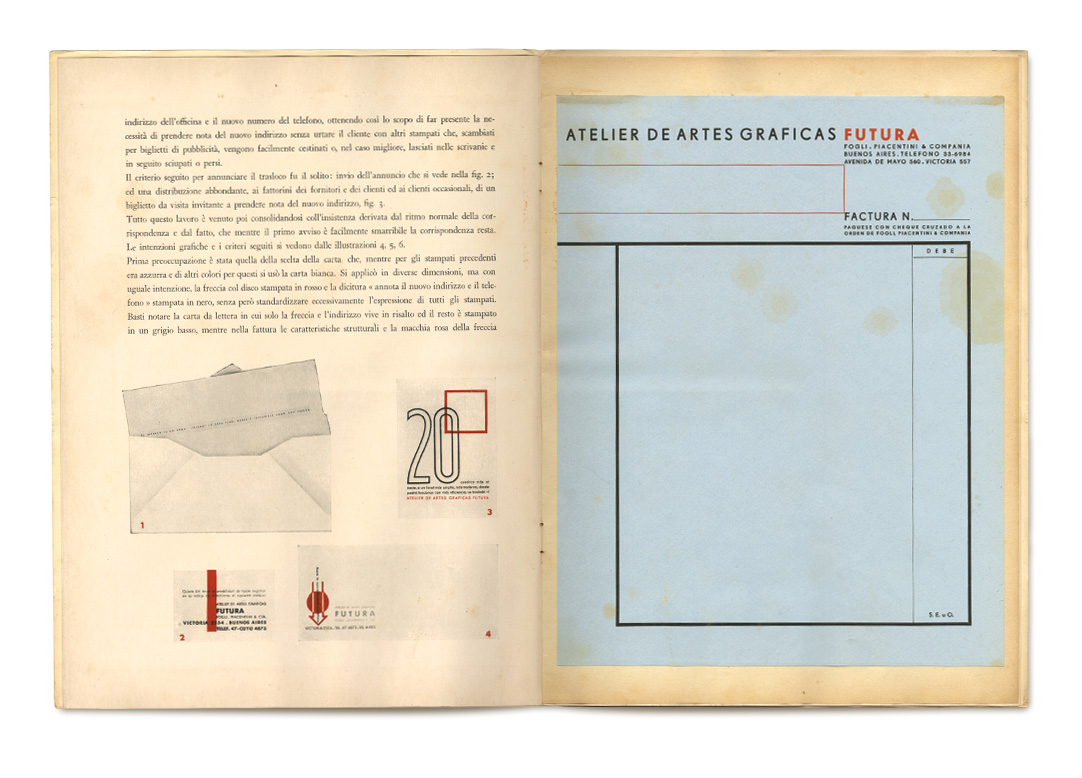 indirizzo dell'officina e il nuovo numero del telefono, ottenendo così lo scopo di far presente la ne-
cessità di prendere nota del nuovo indirizzo senza urtare il cliente con altri stampati che, scambiati
per biglietti di pubblicità, vengono facilmente cestinati o, nel caso migliore, lasciati nelle scrivanie e
in seguito sciupati o persi.
Il criterio seguito per annunciare il trasloco fu il solito: invio dell'annuncio che si vede nella fig. 2;
ed una distribuzione abbondante, ai fattorini dei fornitori e dei clienti ed ai clienti occasionali, di un
biglietto da visita invitante a prendere nota del nuovo indirizzo, fig. 3.
Tutto questo lavoro è venuto poi consolidandosi coll'insistenza derivata dal ritmo normale della cor-
rispondenza e dal fatto, che mentre il primo avviso è facilmente smarribile la corrispondenza resta.
Le intenzioni grafiche e i criteri seguiti si vedono dalle illustrazioni 4, 5, 6.
Prima preoccupazione è stata quella della scelta della carta, che, mentre per gli stampati precedenti
era azzurra e di altri colori per questi si usò la carta bianca. Si applicò in diverse dimensioni, ma con
uguale intenzione, la freccia col disco stampata in rosso e la dicitura « annota il nuovo indirizzo e il tele-
fono » stampata in nero, senza però standardizzare eccessivamente l'espressione di tutti gli stampati.
Basti notare la carta da lettera in cui solo la freccia e l'indirizzo vive in risalto ed il resto è stampato
in un grigio basso, mentre nella fattura le caratteristiche strutturali e la macchia rosa della freccia
1
20
ATELIER DE ARTES GRAFICAS FUTURA
3
ATELIER DE ARTES GRAFICAS
FUTURA
FOGLI, PIACENTINI & CIA.
VICTORIA . BUENOS AIRES
TELEF. 47-CUYO 4873
2
FUTURA
4
ATELIER DE ARTES GRAFICAS FUTURA
FOGLI, PIACENTINI & COMPANIA
BUENOS AIRES. TELEFONO 33-6984
AVENIDA DE MAYO 560. VICTORIA 557
FACTURA N.
PAGUESE CON CHEQUE CRUZADO A LA
ORDEN DE FOGLI, PIACENTINI & COMPANIA
DEBE
S. E. u O.